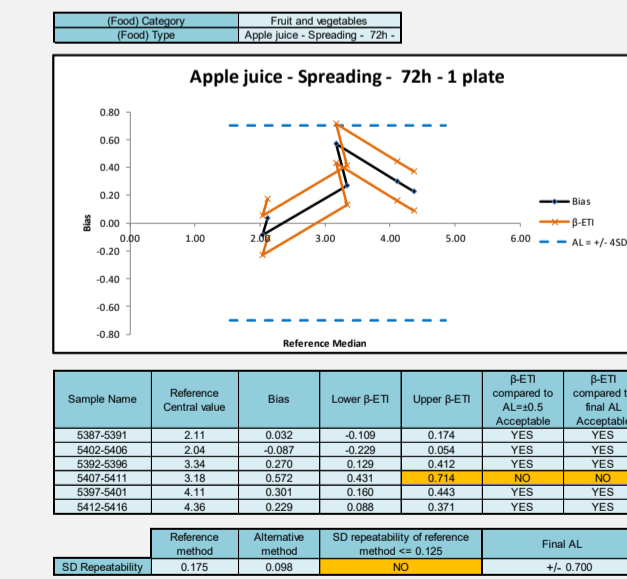 (Food) Category Fruit and vegetables
(Food) Type Apple juice - Spreading - 72h -
Apple juice - Spreading - 72h - 1 plate
0.80
0.60
0.40
0.20
0.00
-0.20
-0.40
-0.60
-0.80
Bias
0.00 1.00 2.00 3.00 4.00 5.00 6.00
Reference Median
Bias
β-ETI
AL = +/- 4SD
Sample Name Reference Central value Bias Lower β-ETI Upper β-ETI β-ETI compared to AL=±0.5 Acceptable β-ETI compared t final AL Acceptable
5387-5391 2.11 0.032 -0.109 0.174 YES YES
5402-5406 2.04 -0.087 -0.229 0.054 YES YES
5392-5396 3.34 0.270 0.129 0.412 YES YES
5407-5411 3.18 0.572 0.431 0.714 NO NO
5397-5401 4.11 0.301 0.160 0.443 YES YES
5412-5416 4.36 0.229 0.088 0.371 YES YES
Reference method Alternative method SD repeatability of reference method <= 0.125 Final AL
SD Repeatability 0.175 0.098 NO +/- 0.700